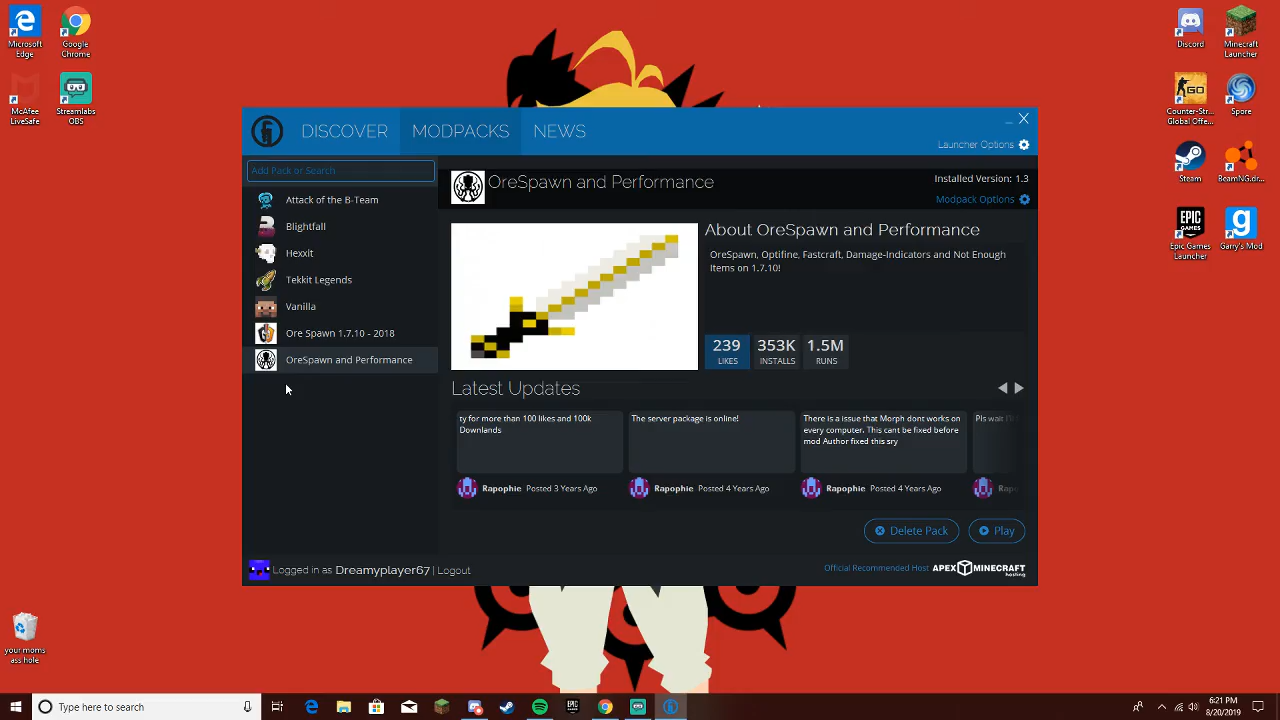 Microsoft
Edge
Google
Chrome
McAfee
LiveSafe
Streamlabs
OBS
Discord
Minecraft
Launcher
GO
Counter-Str...
Global Offe...
Spore
Steam
BeamNG.dr...
EPIC
GAMES
Epic Games
Launcher
Garry's Mod
DISCOVER
MODPACKS
NEWS
Launcher Options
Add Pack or Search
Attack of the B-Team
Blightfall
Hexxit
Tekkit Legends
Vanilla
Ore Spawn 1.7.10 - 2018
OreSpawn and Performance
OreSpawn and Performance
Installed Version: 1.3
Modpack Options
About OreSpawn and Performance
OreSpawn, Optifine, Fastcraft, Damage-Indicators and Not Enough
Items on 1.7.10!
239
LIKES
353K
INSTALLS
1.5M
RUNS
Latest Updates
ty for more than 100 likes and 100k
Downlands
Rapophie Posted 3 Years Ago
The server package is online!
Rapophie Posted 4 Years Ago
There is a issue that Morph dont works on
every computer. This cant be fixed before
mod Author fixed this sry
Rapophie Posted 4 Years Ago
Pls wait
Delete Pack
Play
Logged in as Dreamyplayer67 | Logout
Official Recommended Host APEX MINECRAFT
hosting
your moms
ass hole
Type here to search
6:21 PM
8/20/2019